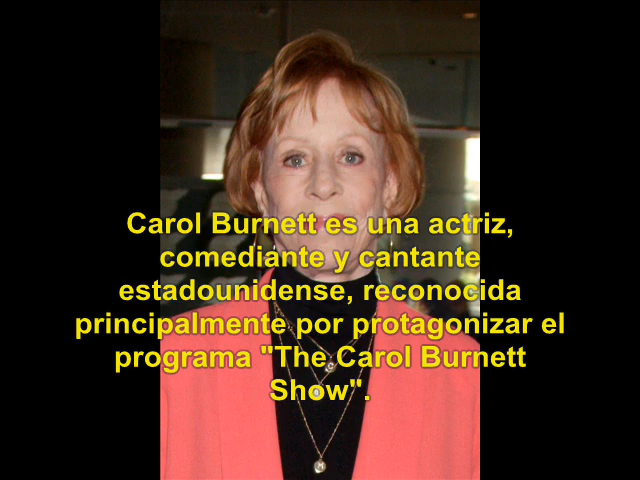 Carol Burnett es una actriz,
comediante y cantante
estadounidense, reconocida
principalmente por protagonizar el
programa "The Carol Burnett
Show".